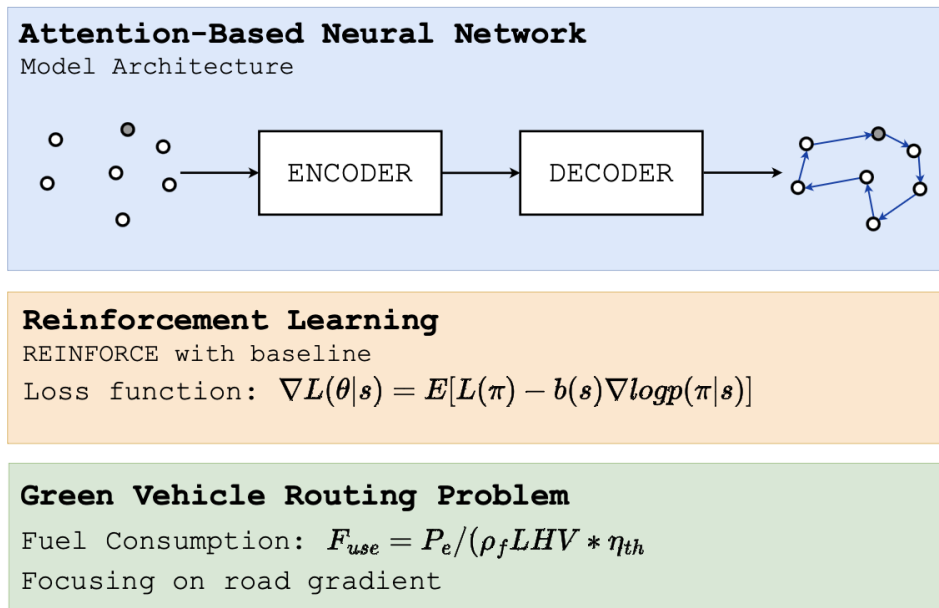 Attention-Based Neural Network
Model Architecture
ENCODER
DECODER
Reinforcement Learning
REINFORCE with baseline
Loss function: ∇L(θ|s) = E[L(π) − b(s)∇logp(π|s)]
Green Vehicle Routing Problem
Fuel Consumption: F_use = P_e/(ρ_f LHV * η_th
Focusing on road gradient